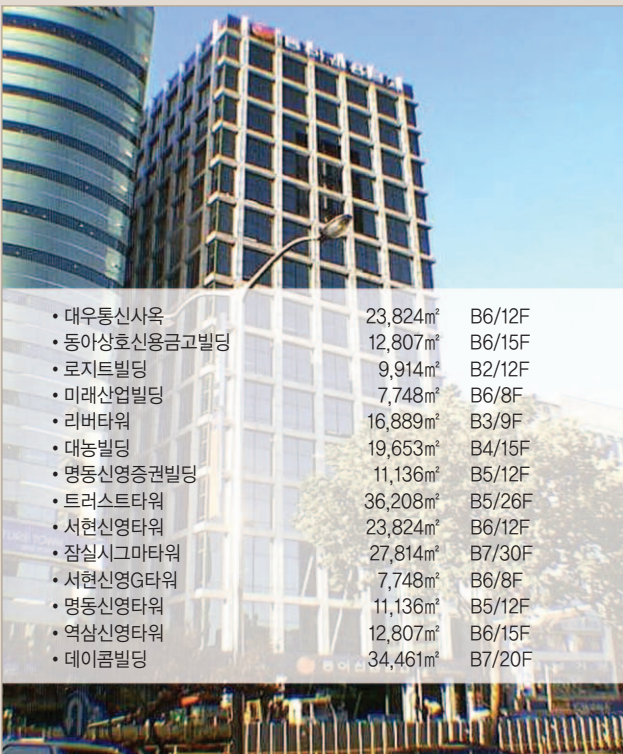 • 대우통신사옥 23,824㎡ B6/12F
• 동아상호신용금고빌딩 12,807㎡ B6/15F
• 로지트빌딩 9,914㎡ B2/12F
• 미래산업빌딩 7,748㎡ B6/8F
• 리버타워 16,889㎡ B3/9F
• 대농빌딩 19,653㎡ B4/15F
• 명동신영증권빌딩 11,136㎡ B5/12F
• 트러스트타워 36,208㎡ B5/26F
• 서현신영타워 23,824㎡ B6/12F
• 잠실시그마타워 27,814㎡ B7/30F
• 서현신영G타워 7,748㎡ B6/8F
• 명동신영타워 11,136㎡ B5/12F
• 역삼신영타워 12,807㎡ B6/15F
• 데이콤빌딩 34,461㎡ B7/20F